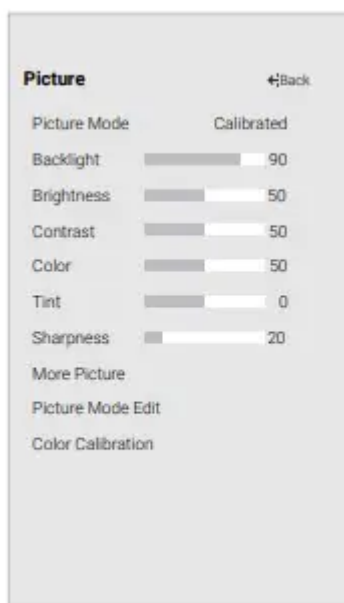 Picture Back
Picture Mode Calibrated
Backlight 90
Brightness 50
Contrast 50
Color 50
Tint 0
Sharpness 20
More Picture
Picture Mode Edit
Color Calibration